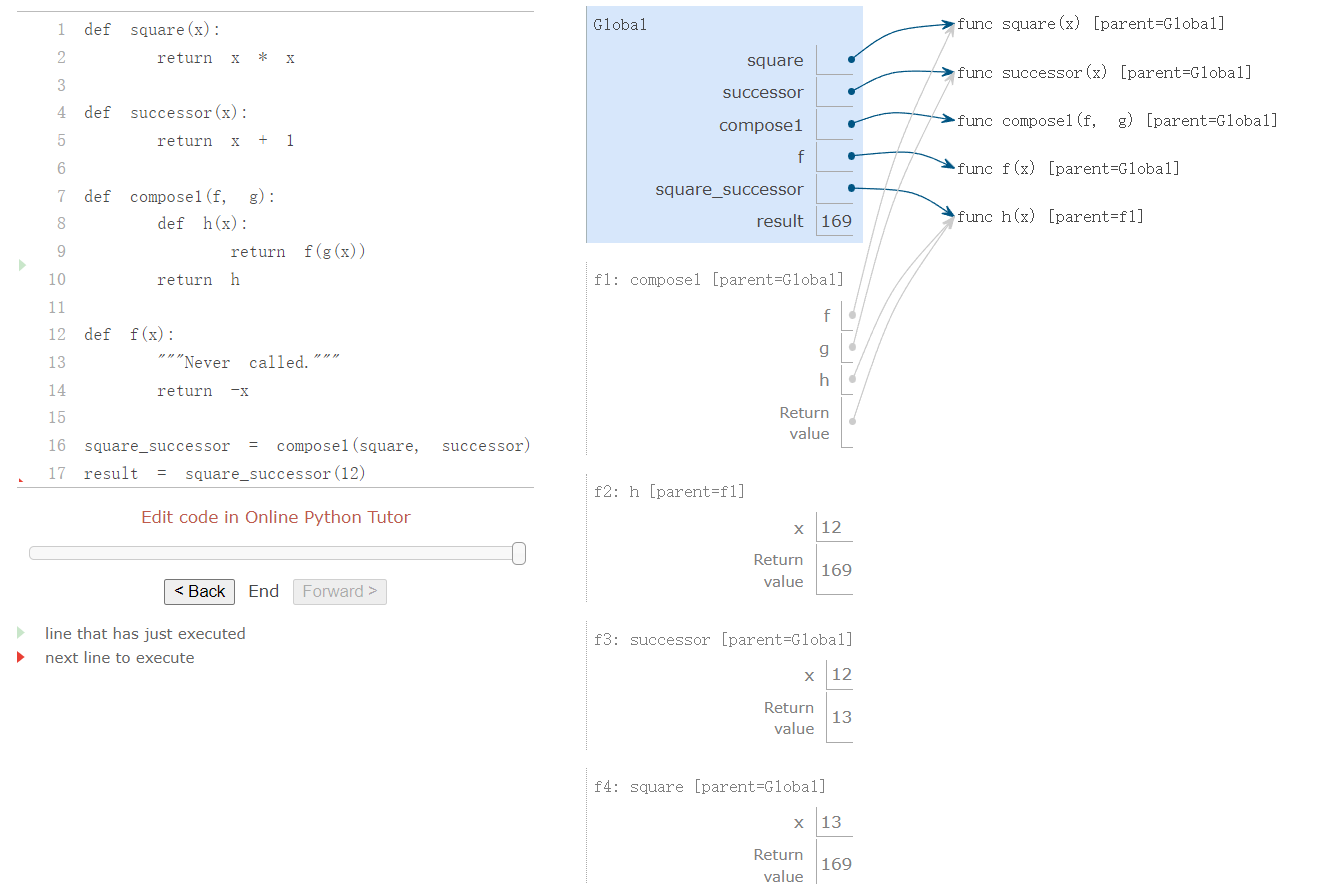 1 def square(x):
2 return x * x
3
4 def successor(x):
5 return x + 1
6
7 def compose1(f, g):
8 def h(x):
9 return f(g(x))
10 return h
11
12 def f(x):
13 """Never called."""
14 return -x
15
16 square_successor = compose1(square, successor)
17 result = square_successor(12)
Edit code in Online Python Tutor
< Back End Forward >
line that has just executed
next line to execute
Global
square
successor
compose1
f
square_successor
result 169
func square(x) [parent=Global]
func successor(x) [parent=Global]
func compose1(f, g) [parent=Global]
func f(x) [parent=Global]
func h(x) [parent=f1]
f1: compose1 [parent=Global]
f
g
h
Return
value
f2: h [parent=f1]
x 12
Return
value 169
f3: successor [parent=Global]
x 12
Return
value 13
f4: square [parent=Global]
x 13
Return
value 169